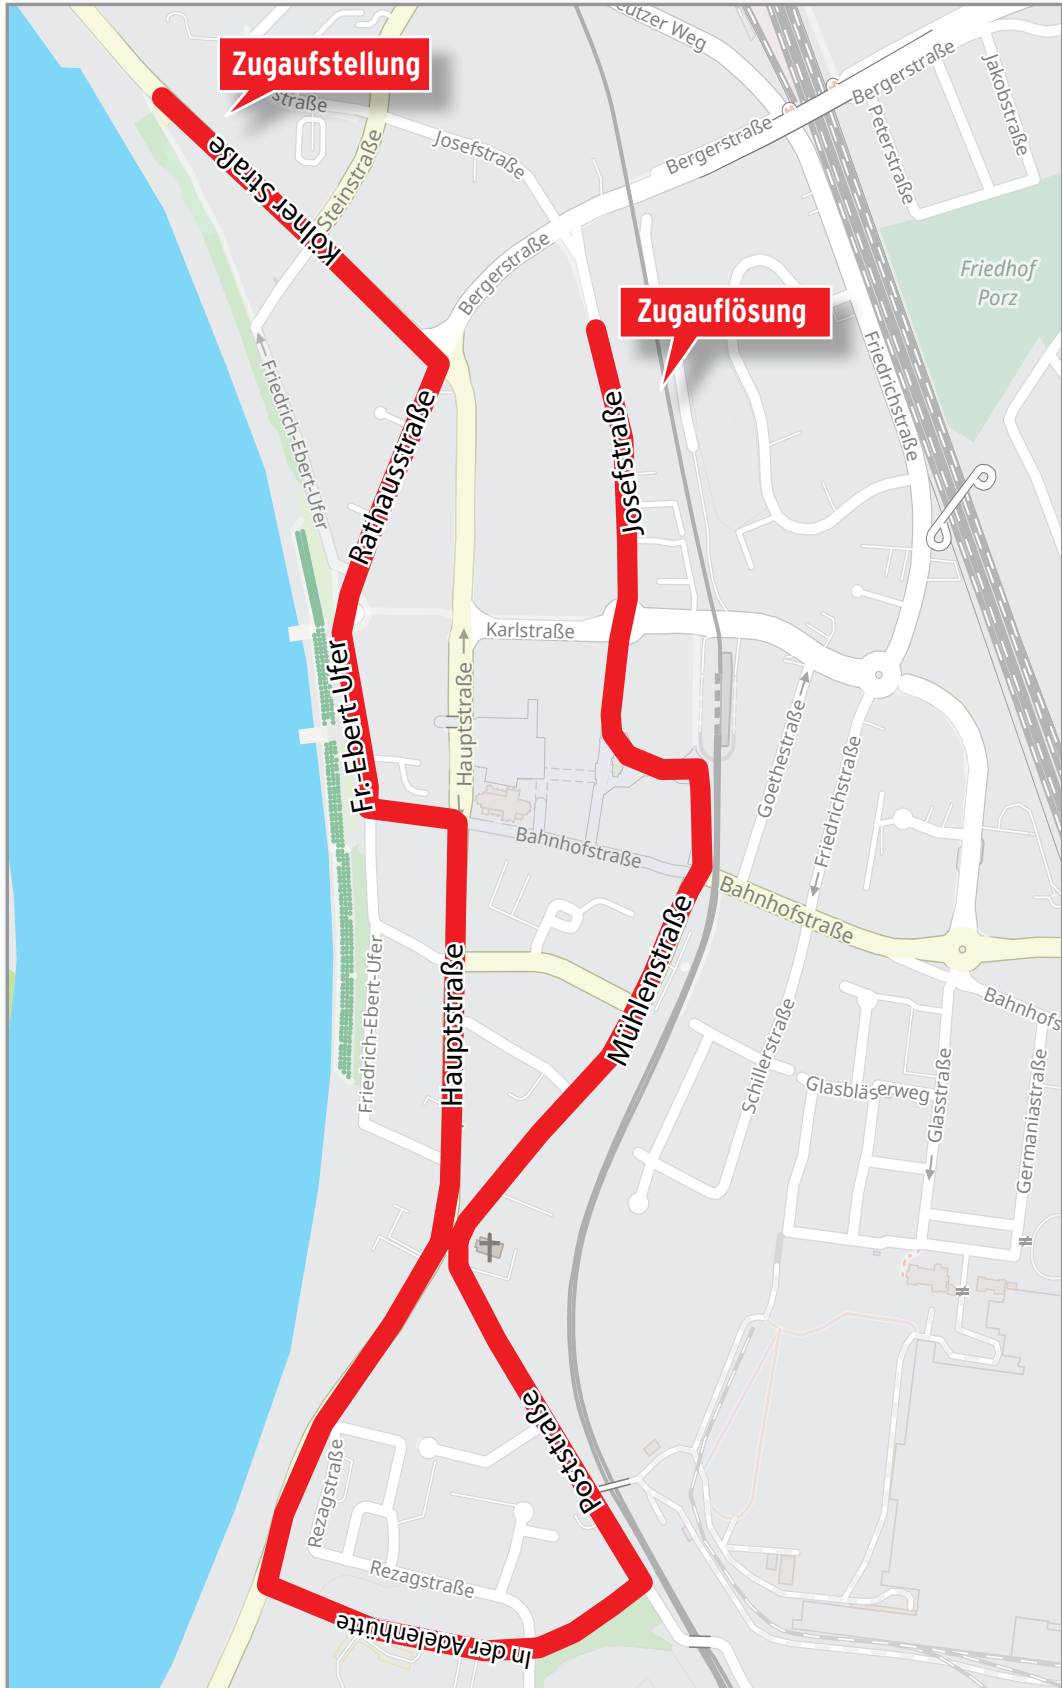 eutzer Weg
Zugaufstellung
straße
Bergerstraße
Jakobstraße
Peterstraße
Josefstraße
Bergerstraße
Steinstraße
Kölner Straße
Bergerstraße
Friedhof
Porz
Zugauflösung
Friedrich-Ebert-Ufer
Friedrichstraße
Rathausstraße
Josefstraße
Karlstraße
Fr.-Ebert-Ufer
Hauptstraße
Goethestraße
Friedrichstraße
Bahnhofstraße
Bahnhofstraße
Mühlenstraße
Hauptstraße
Friedrich-Ebert-Ufer
Bahnhofs
Schillerstraße
Glasbläserweg
Glasstraße
Germaniastraße
Poststraße
Rezagstraße
Rezagstraße
In der Adelenhütte